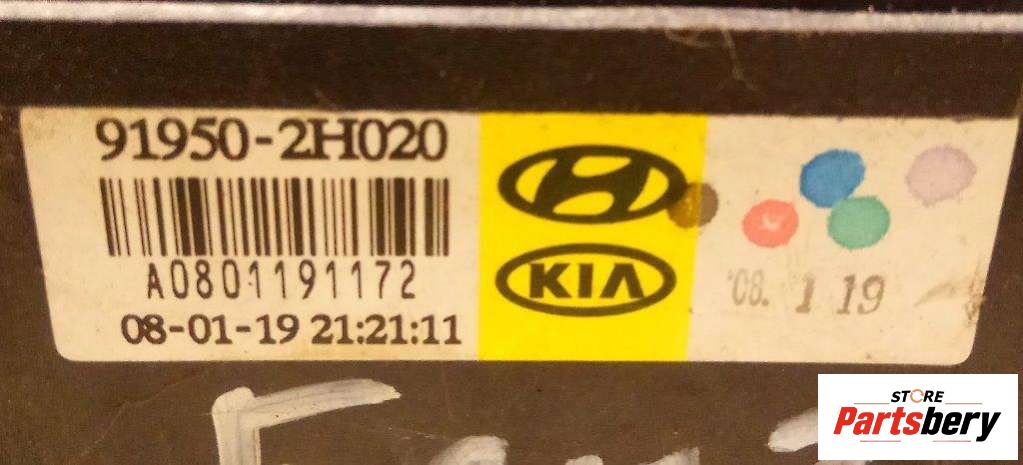 91950-2H020
A0801191172
08-01-19 21:21:11
KIA
'08. 1 19
STORE
Partsbery